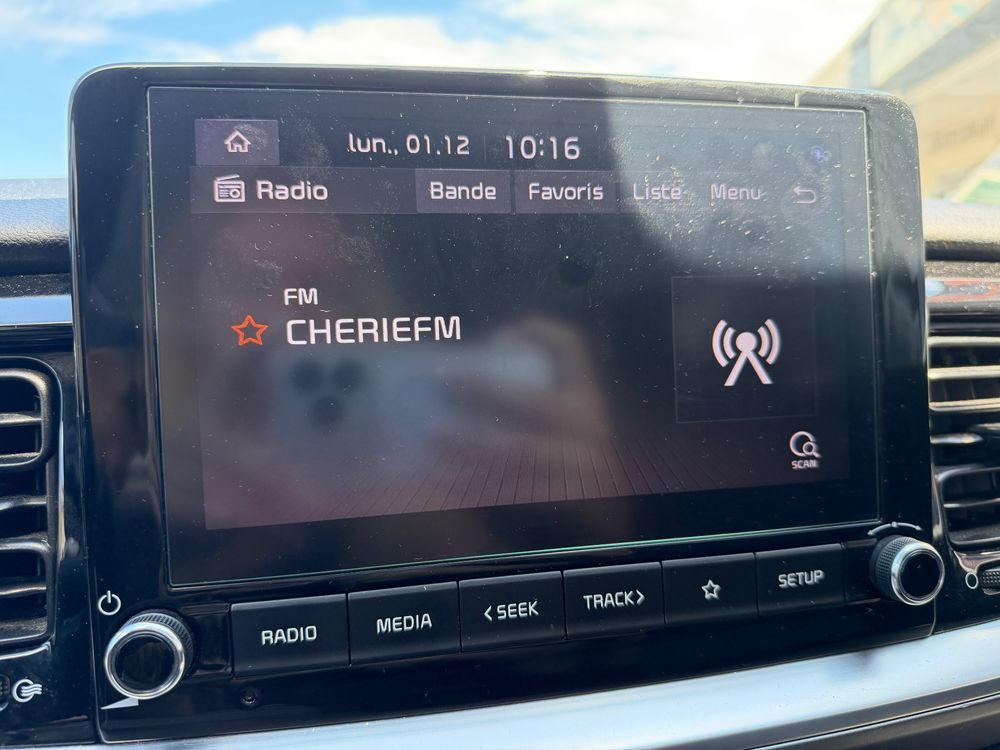 lun., 01.12 10:16
Radio Bande Favoris Liste Menu
FM
CHERIEFM
SCAN
RADIO MEDIA <SEEK TRACK> SETUP